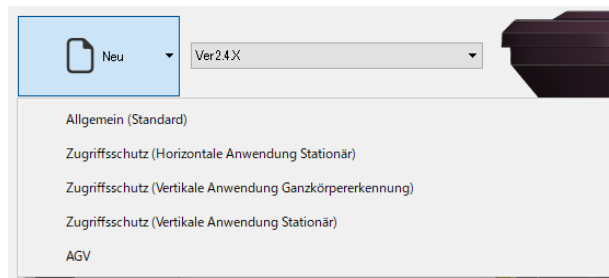 Neu
Ver2.4.X
Allgemein (Standard)
Zugriffsschutz (Horizontale Anwendung Stationär)
Zugriffsschutz (Vertikale Anwendung Ganzkörpererkennung)
Zugriffsschutz (Vertikale Anwendung Stationär)
AGV